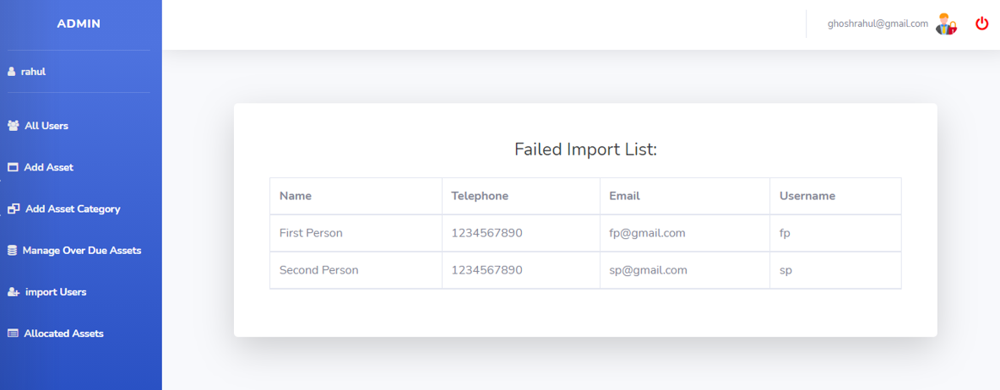 ADMIN
ghoshrahul@gmail.com
rahul
All Users
Add Asset
Add Asset Category
Manage Over Due Assets
import Users
Allocated Assets
Failed Import List:
Name Telephone Email Username
First Person 1234567890 fp@gmail.com fp
Second Person 1234567890 sp@gmail.com sp